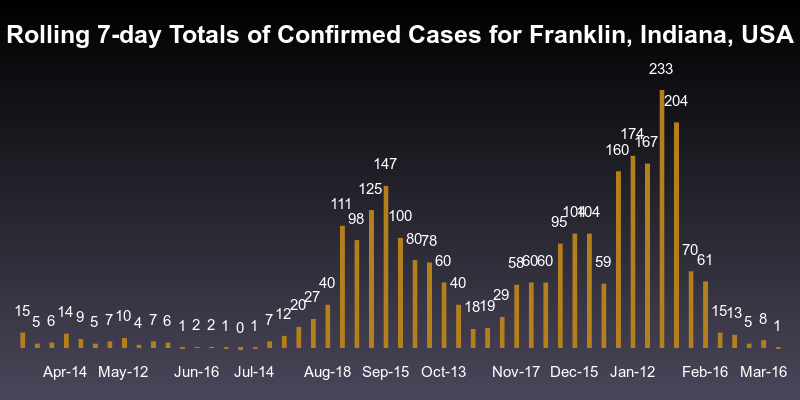 Rolling 7-day Totals of Confirmed Cases for Franklin, Indiana, USA
15 5 6 14 9 5 7 10 4 7 6 1 2 2 1 0 1 7 12 20 27 40 111 98 125 147 100 80 78 60 40 18 19 29 58 60 60 95 104 104 59 160 174 167 233 204 70 61 15 13 5 8 1
Apr-14 May-12 Jun-16 Jul-14 Aug-18 Sep-15 Oct-13 Nov-17 Dec-15 Jan-12 Feb-16 Mar-16